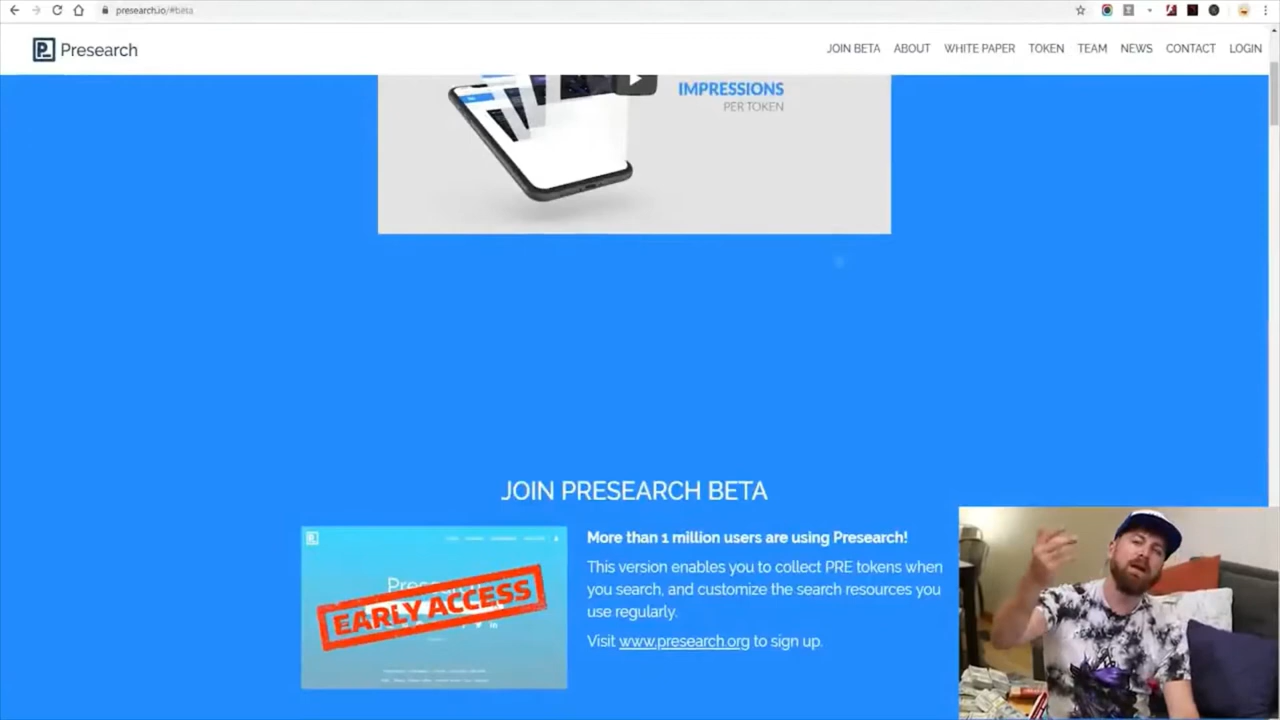 presearch.io/#beta
Presearch
JOIN BETA ABOUT WHITE PAPER TOKEN TEAM NEWS CONTACT LOGIN
IMPRESSIONS
PER TOKEN
JOIN PRESEARCH BETA
EARLY ACCESS
More than 1 million users are using Presearch!
This version enables you to collect PRE tokens when
you search, and customize the search resources you
use regularly.
Visit www.presearch.org to sign up.